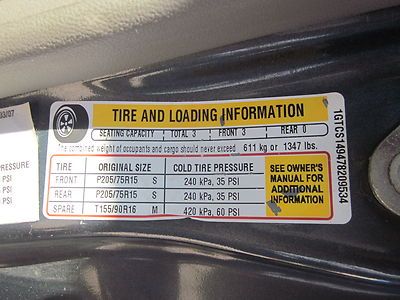 03/07
PRESSURE
PSI
PSI
TIRE AND LOADING INFORMATION
SEATING CAPACITY TOTAL 3 FRONT 3 REAR 0
The combined weight of occupants and cargo should never exceed 611 kg or 1347 lbs.
TIRE ORIGINAL SIZE COLD TIRE PRESSURE
FRONT P205/75R15 S 240 kPa, 35 PSI
REAR P205/75R15 S 240 kPa, 35 PSI
SPARE T155/90R16 M 420 kPa, 60 PSI
SEE OWNER'S
MANUAL FOR
ADDITIONAL
INFORMATION
1GTCS149478209534